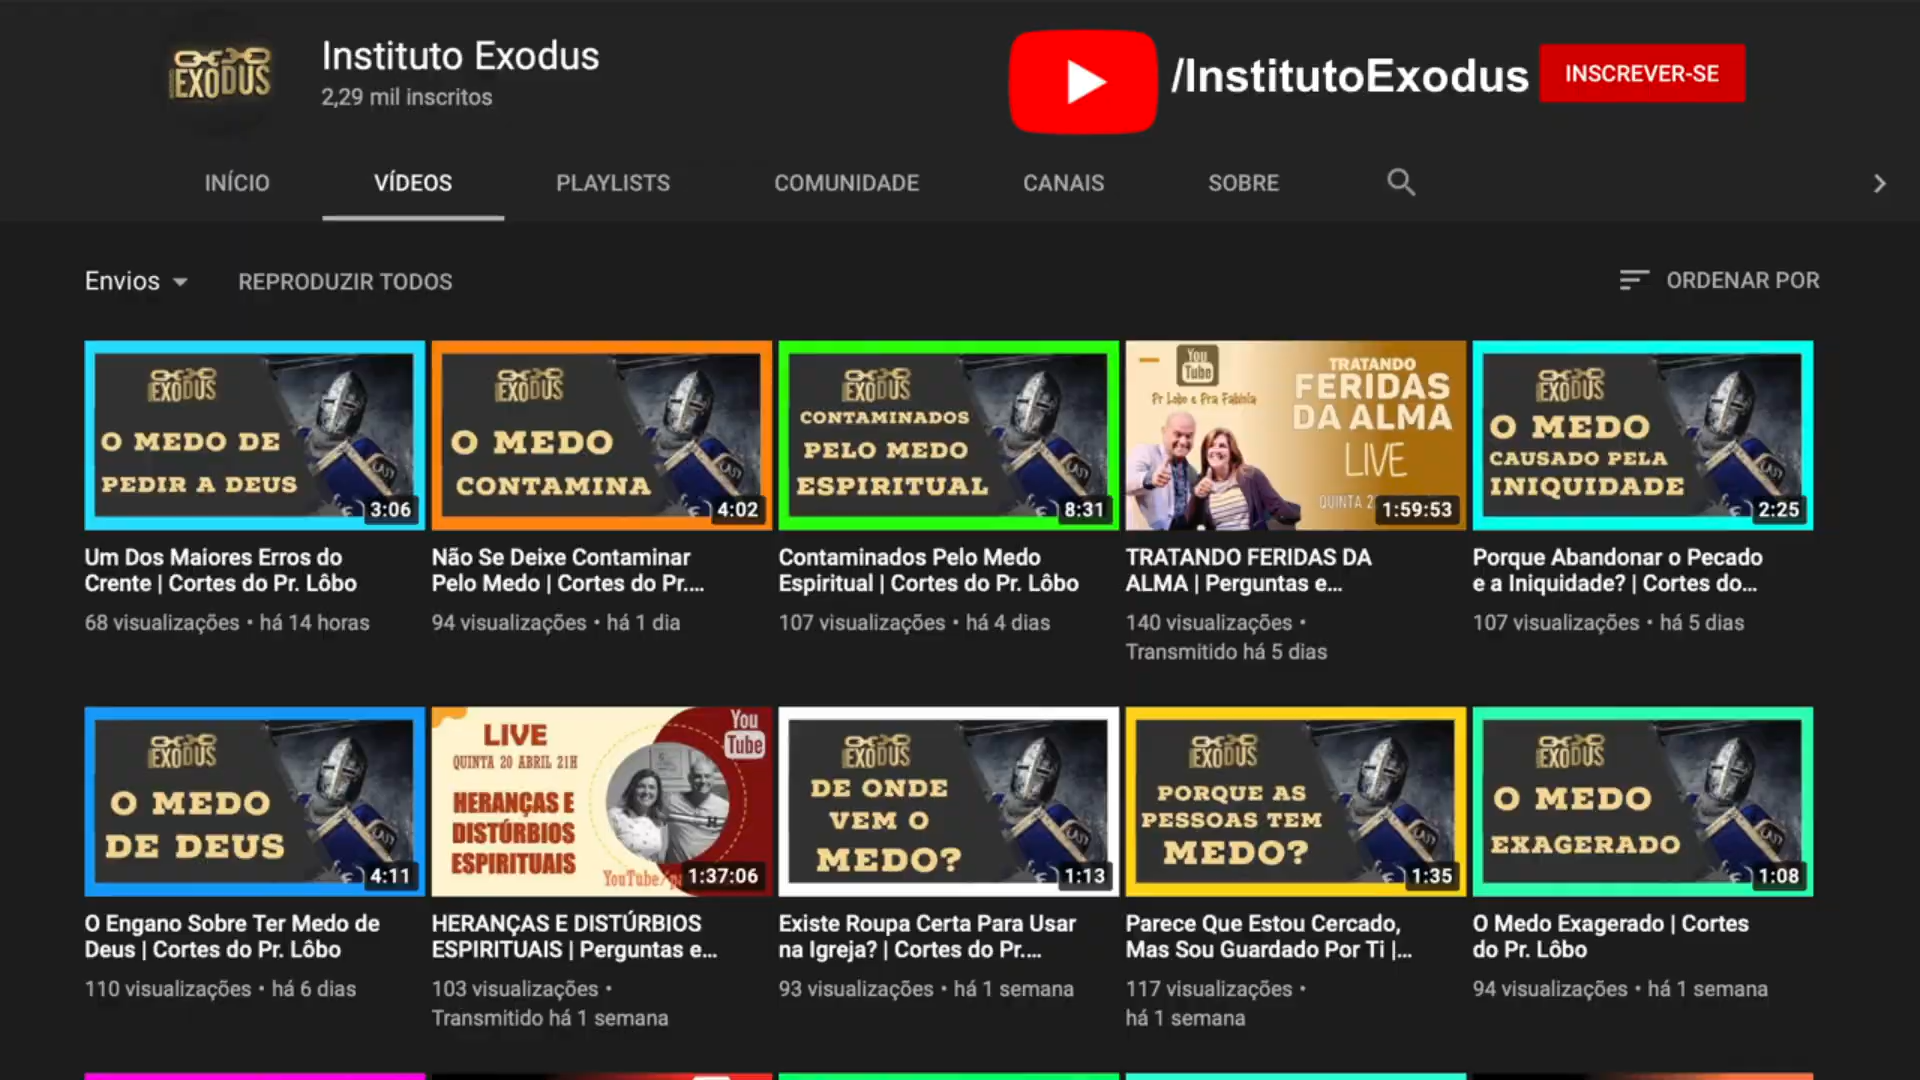 EXODUS
Instituto Exodus
2,29 mil inscritos
/InstitutoExodus
INSCREVER-SE
INÍCIO
VÍDEOS
PLAYLISTS
COMUNIDADE
CANAIS
SOBRE
Envios
REPRODUZIR TODOS
ORDENAR POR
EXODUS
O MEDO DE
PEDIR A DEUS
3:06
Um Dos Maiores Erros do
Crente | Cortes do Pr. Lôbo
68 visualizações • há 14 horas
EXODUS
O MEDO
CONTAMINA
4:02
Não Se Deixe Contaminar
Pelo Medo | Cortes do Pr....
94 visualizações • há 1 dia
EXODUS
CONTAMINADOS
PELO MEDO
ESPIRITUAL
8:31
Contaminados Pelo Medo
Espiritual | Cortes do Pr. Lôbo
107 visualizações • há 4 dias
You
Tube
Pr Lobo e Pra Fabíola
TRATANDO
FERIDAS
DA ALMA
LIVE
QUINTA 2
1:59:53
TRATANDO FERIDAS DA
ALMA | Perguntas e...
140 visualizações •
Transmitido há 5 dias
EXODUS
O MEDO
CAUSADO PELA
INIQUIDADE
2:25
Porque Abandonar o Pecado
e a Iniquidade? | Cortes do...
107 visualizações • há 5 dias
EXODUS
O MEDO
DE DEUS
4:11
O Engano Sobre Ter Medo de
Deus | Cortes do Pr. Lôbo
110 visualizações • há 6 dias
LIVE
QUINTA 20 ABRIL 21H
HERANÇAS E
DISTÚRBIOS
ESPIRITUAIS
You
Tube
YouTube/p
1:37:06
HERANÇAS E DISTÚRBIOS
ESPIRITUAIS | Perguntas e...
103 visualizações •
Transmitido há 1 semana
EXODUS
DE ONDE
VEM O
MEDO?
1:13
Existe Roupa Certa Para Usar
na Igreja? | Cortes do Pr....
93 visualizações • há 1 semana
EXODUS
PORQUE AS
PESSOAS TEM
MEDO?
1:35
Parece Que Estou Cercado,
Mas Sou Guardado Por Ti |...
117 visualizações •
há 1 semana
EXODUS
O MEDO
EXAGERADO
1:08
O Medo Exagerado | Cortes
do Pr. Lôbo
94 visualizações • há 1 semana